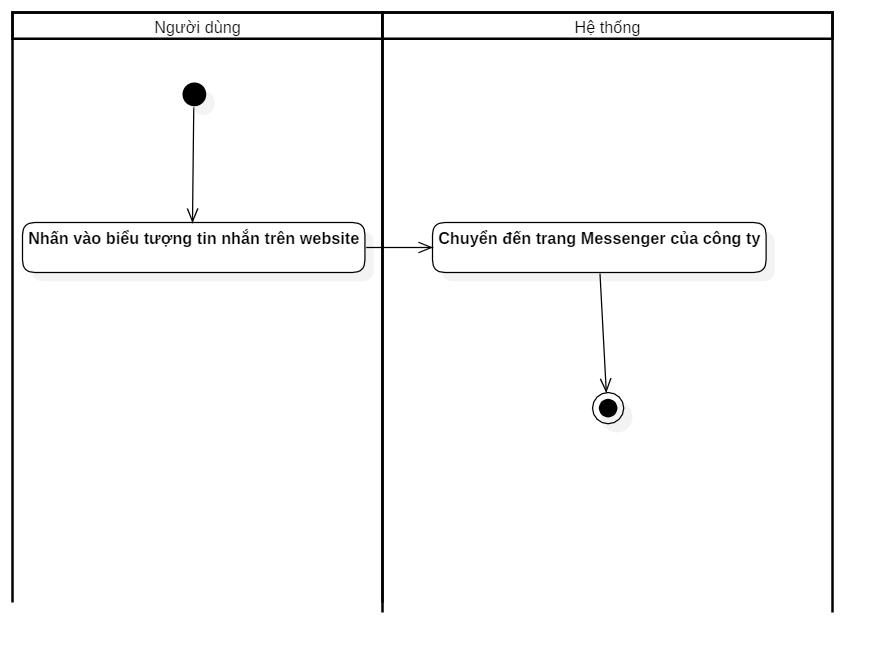 Người dùng
Hệ thống
Nhấn vào biểu tượng tin nhắn trên website
Chuyển đến trang Messenger của công ty